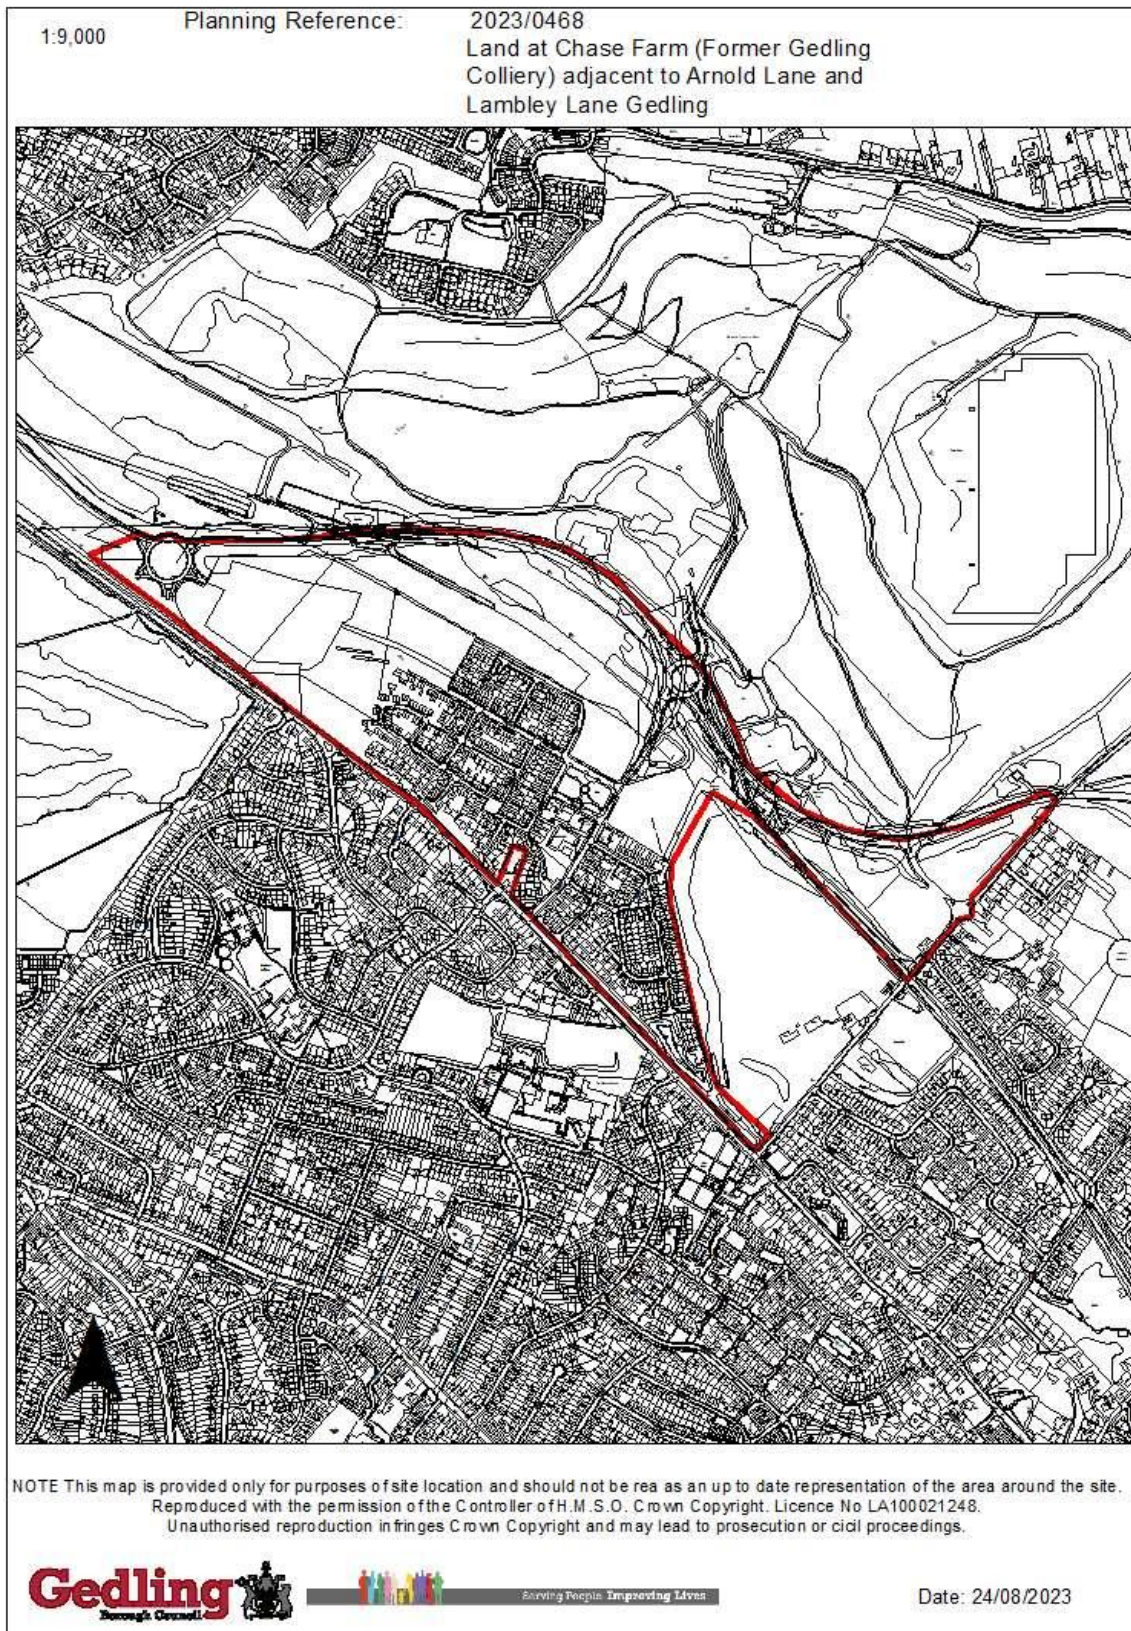 1:9,000
Planning Reference: 2023/0468
Land at Chase Farm (Former Gedling
Colliery) adjacent to Arnold Lane and
Lambley Lane Gedling
NOTE This map is provided only for purposes of site location and should not be rea as an up to date representation of the area around the site.
Reproduced with the permission of the Controller of H.M.S.O. Crown Copyright. Licence No LA100021248.
Unauthorised reproduction infringes Crown Copyright and may lead to prosecution or cicil proceedings.
Gedling
Borough Council
Serving People Improving Lives
Date: 24/08/2023